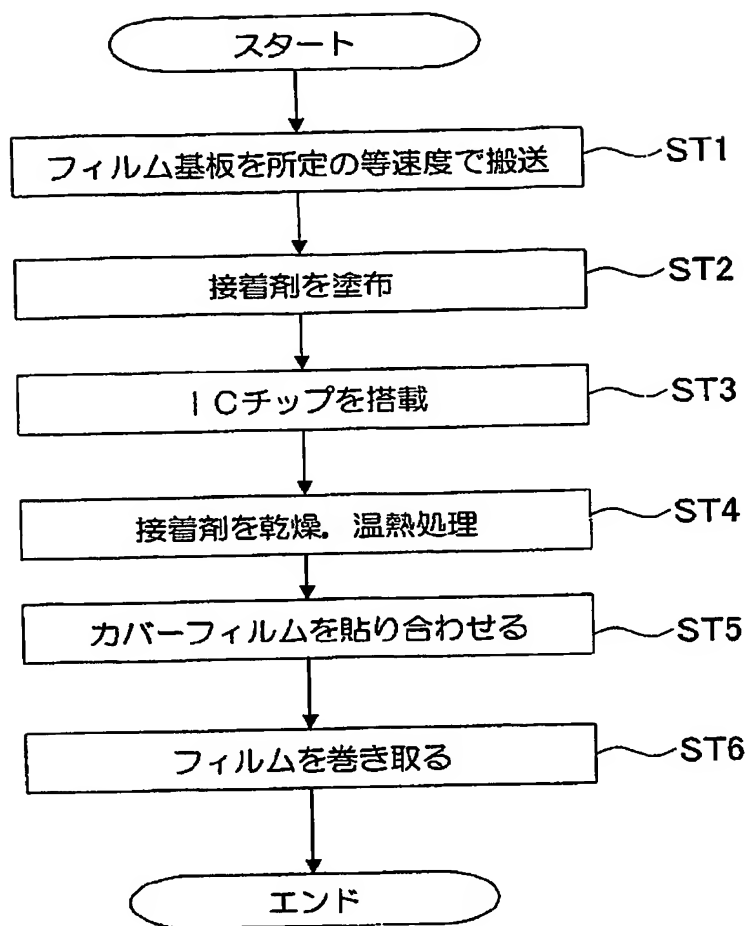 スタート
フィルム基板を所定の等速度で搬送 ST1
接着剤を塗布 ST2
ICチップを搭載 ST3
接着剤を乾燥．温熱処理 ST4
カバーフィルムを貼り合わせる ST5
フィルムを巻き取る ST6
エンド